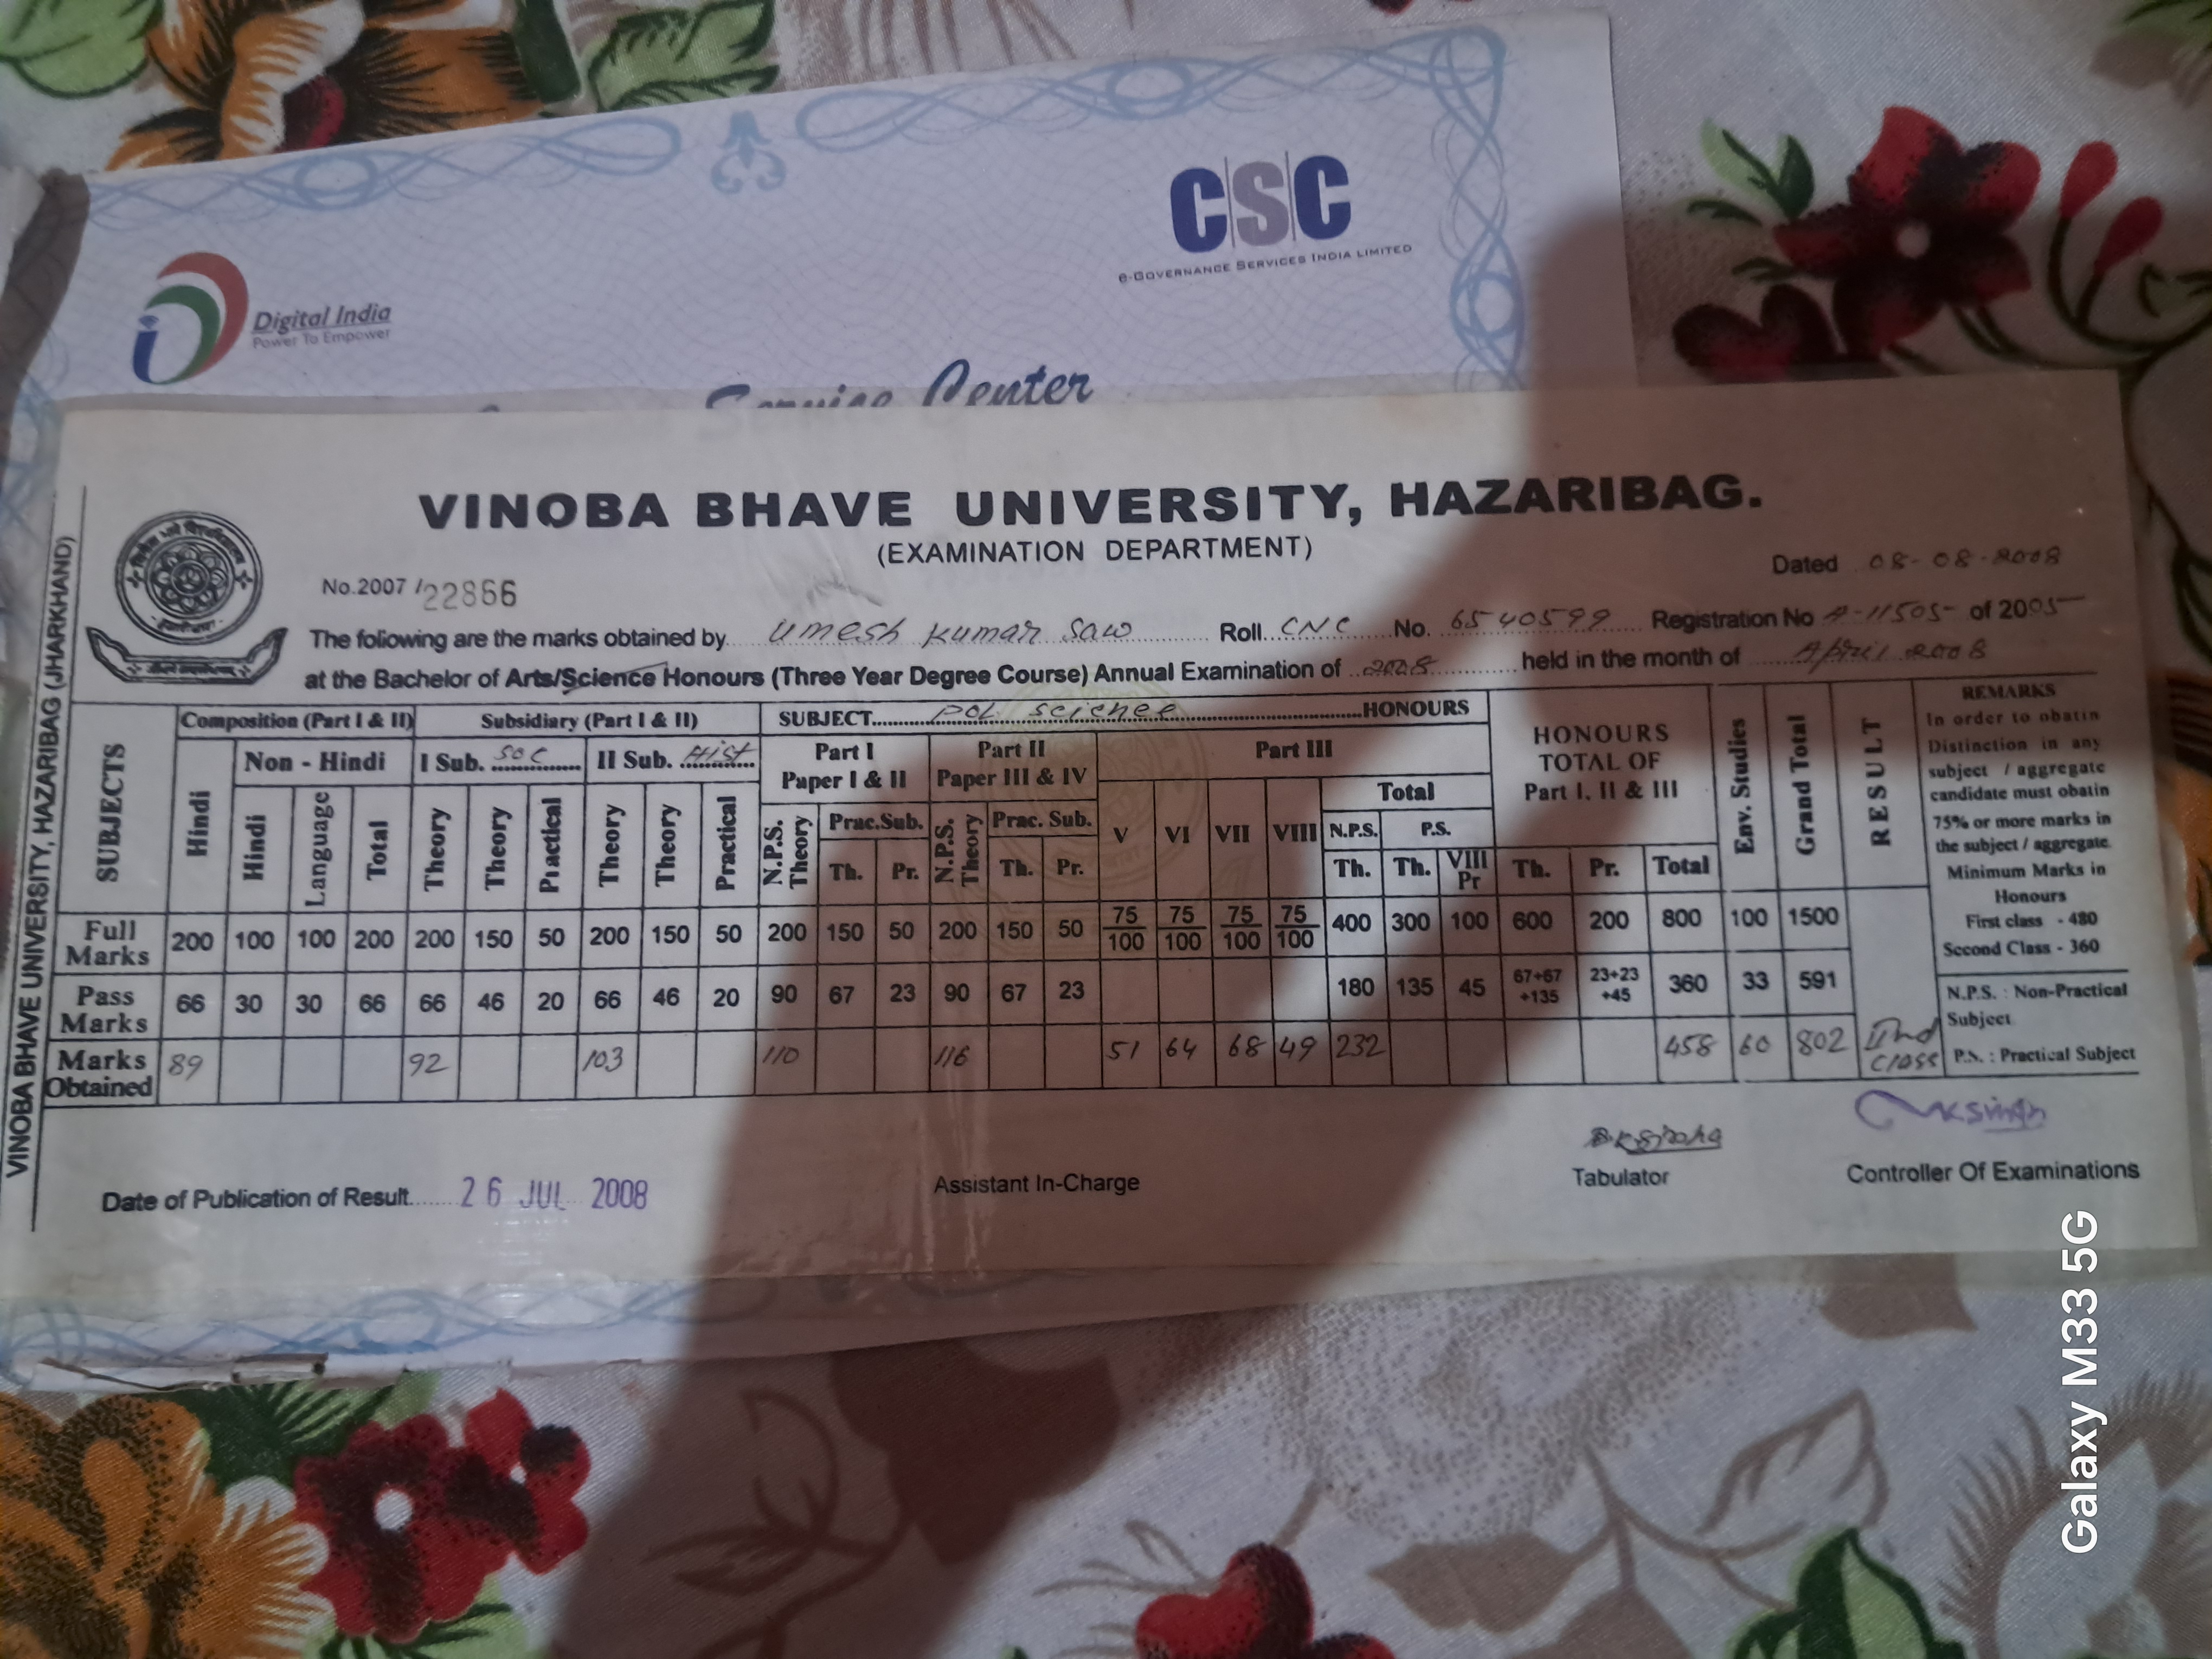 Digital India
Power To Empower
CSC
e-GOVERNANCE SERVICES INDIA LIMITED
Service Center
VINOBA BHAVE UNIVERSITY, HAZARIBAG (JHARKHAND)
VINOBA BHAVE UNIVERSITY, HAZARIBAG.
(EXAMINATION DEPARTMENT)
No.2007 /22866
Dated 08-08-2008
The following are the marks obtained by Umesh Kumar Saw Roll CNC No. 6540599 Registration No A-11505 of 2005
at the Bachelor of Arts/Science Honours (Three Year Degree Course) Annual Examination of 2008 held in the month of April 2008
SUBJECTS
Composition (Part I & II) Subsidiary (Part I & II) SUBJECT Pol. Science HONOURS
Non - Hindi I Sub. Soc II Sub. Hist
Part I Part II Part III
Paper I & II Paper III & IV
HONOURS
TOTAL OF
Part I, II & III
Env. Studies
Grand Total
RESULT
Hindi Hindi Language Total Theory Theory Practical Theory Theory Practical
N.P.S. Theory Prac.Sub. Th. Pr. N.P.S. Theory Prac. Sub. Th. Pr. V VI VII VIII
Total
N.P.S. P.S.
Th. Th. VIII Pr Th. Pr. Total
Full Marks 200 100 100 200 200 150 50 200 150 50 200 150 50 200 150 50 75/100 75/100 75/100 75/100 400 300 100 600 200 800 100 1500
Pass Marks 66 30 30 66 66 46 20 66 46 20 90 67 23 90 67 23 180 135 45 67+67+135 23+23+45 360 33 591
Marks Obtained 89 92 103 110 116 51 64 68 49 232 458 60 802 IInd Class
REMARKS
In order to obatin
Distinction in any
subject / aggregate
candidate must obatin
75% or more marks in
the subject / aggregate.
Minimum Marks in
Honours
First class - 480
Second Class - 360
N.P.S. : Non-Practical
Subject
P.S. : Practical Subject
Date of Publication of Result 26 JUL 2008
Assistant In-Charge
Tabulator
Controller Of Examinations
Galaxy M33 5G